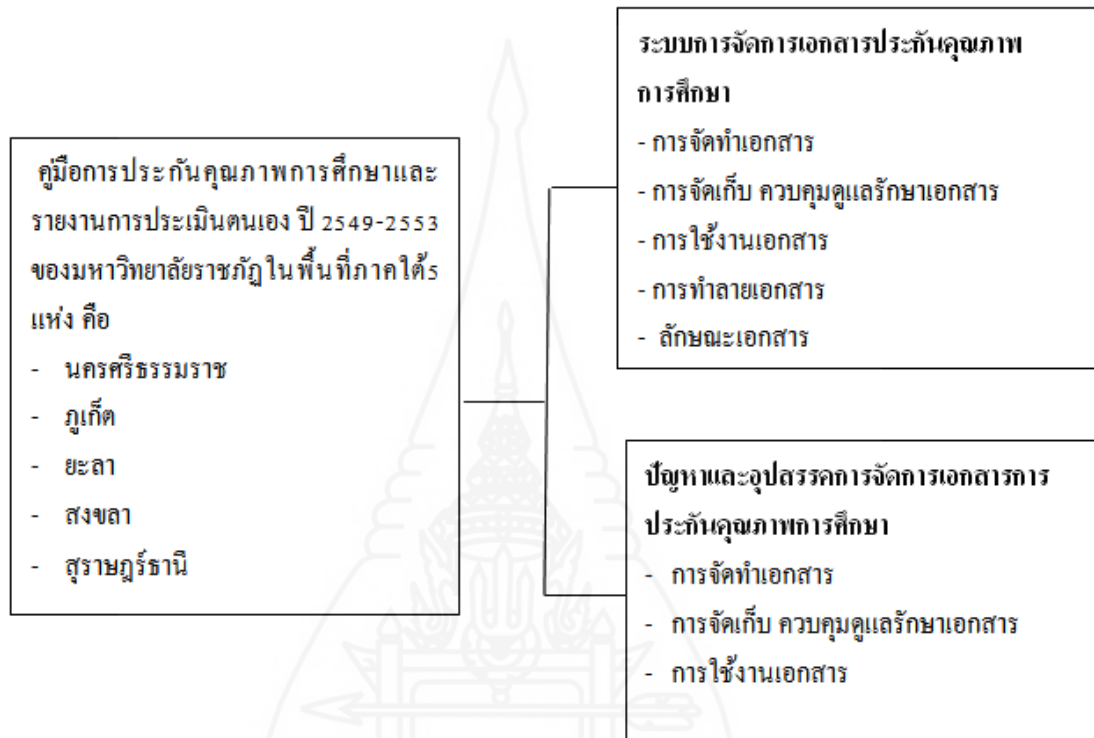 คู่มือการประกันคุณภาพการศึกษาและ
รายงานการประเมินตนเอง ปี 2549-2553
ของมหาวิทยาลัยราชภัฏในพื้นที่ภาคใต้5
แห่ง คือ
- นครศรีธรรมราช
- ภูเก็ต
- ยะลา
- สงขลา
- สุราษฎร์ธานี
ระบบการจัดการเอกสารประกันคุณภาพ
การศึกษา
- การจัดทำเอกสาร
- การจัดเก็บ ควบคุมดูแลรักษาเอกสาร
- การใช้งานเอกสาร
- การทำลายเอกสาร
- ลักษณะเอกสาร
ปัญหาและอุปสรรคการจัดการเอกสารการ
ประกันคุณภาพการศึกษา
- การจัดทำเอกสาร
- การจัดเก็บ ควบคุมดูแลรักษาเอกสาร
- การใช้งานเอกสาร